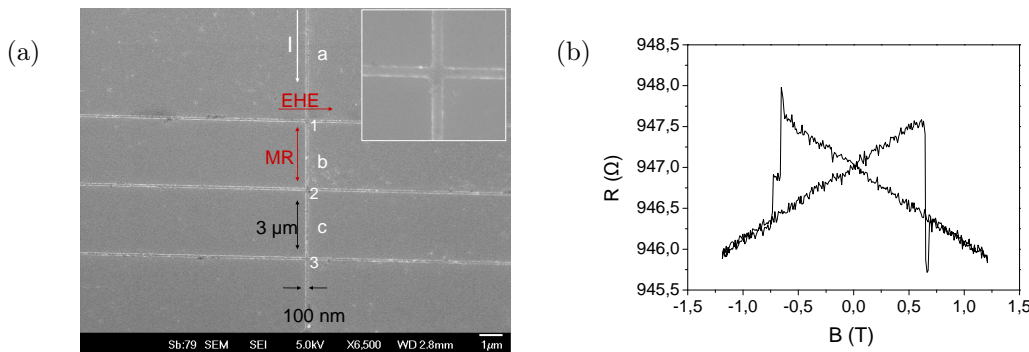 (a)
I
a
EHE
1
MR
b
2
3 µm
c
3
100 nm
Sb:79 SEM SEI 5.0kV X6,500 WD 2.8mm 1µm
(b)
948,5
948,0
947,5
947,0
946,5
946,0
945,5
R (Ω)
-1,5 -1,0 -0,5 0,0 0,5 1,0 1,5
B (T)